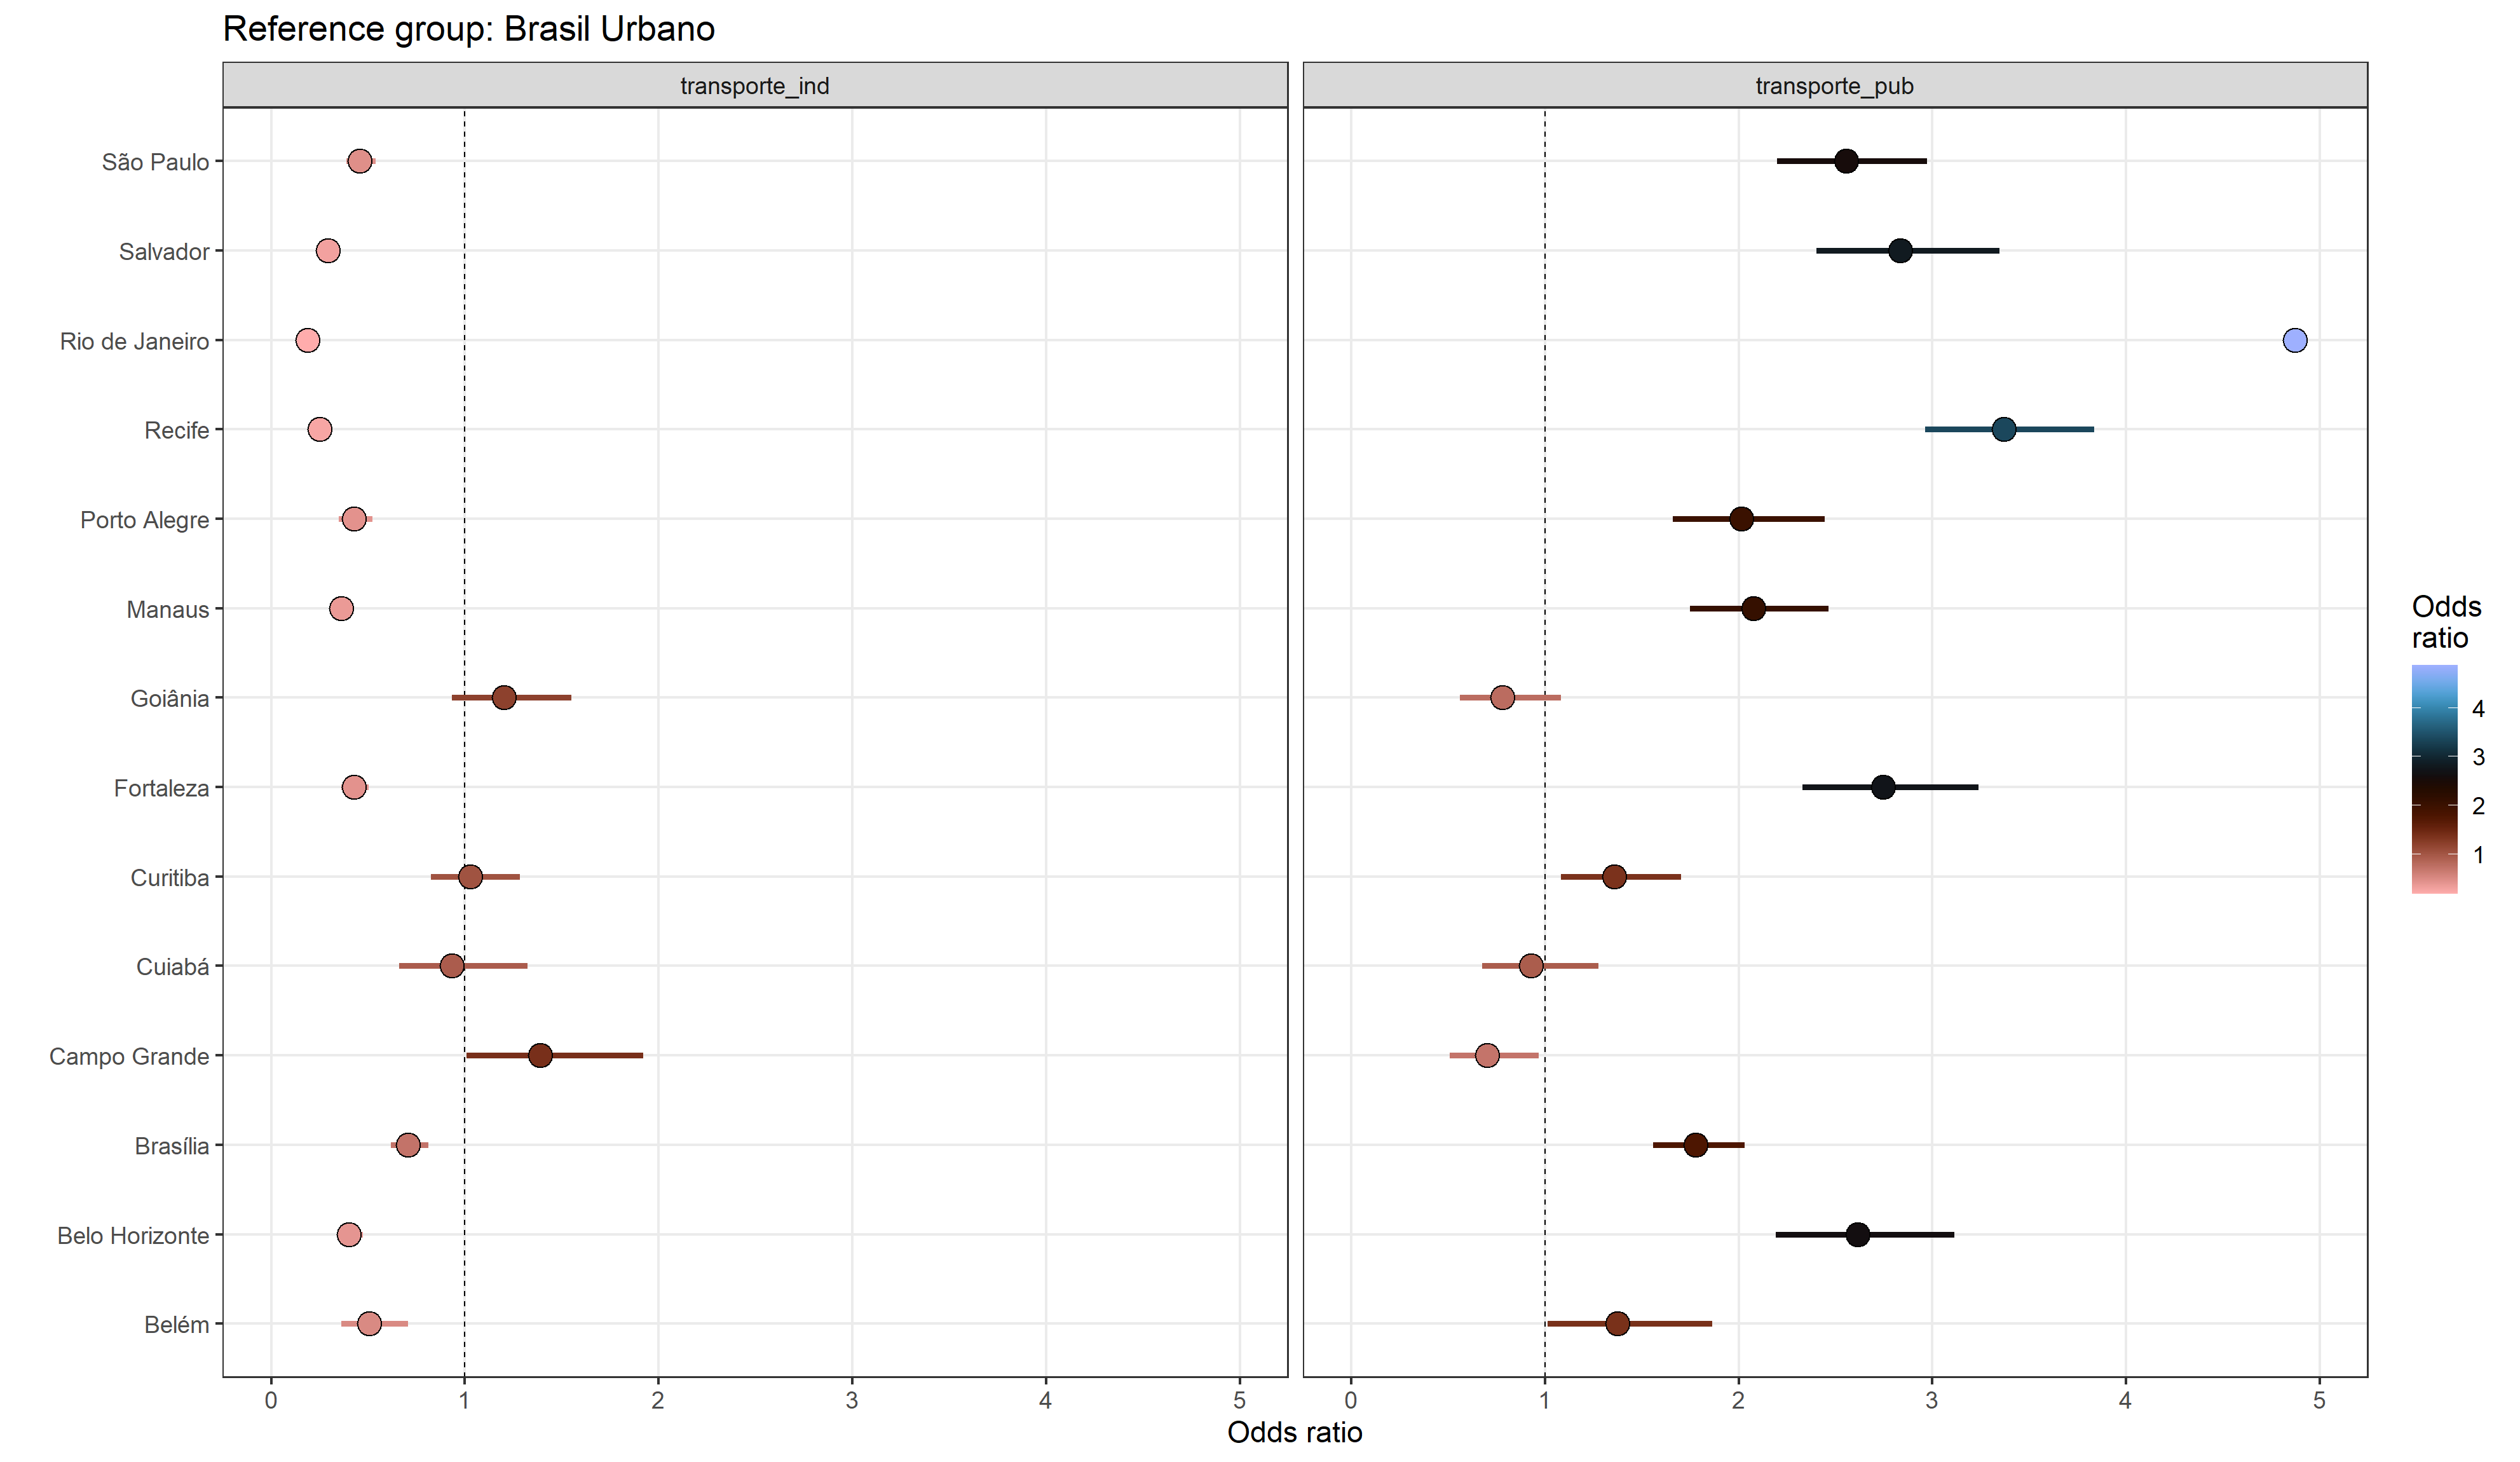 Reference group: Brasil Urbano
transporte_ind
transporte_pub
São Paulo
Salvador
Rio de Janeiro
Recife
Porto Alegre
Manaus
Goiânia
Fortaleza
Curitiba
Cuiabá
Campo Grande
Brasília
Belo Horizonte
Belém
0 1 2 3 4 5
0 1 2 3 4 5
Odds ratio
Odds
ratio
4
3
2
1